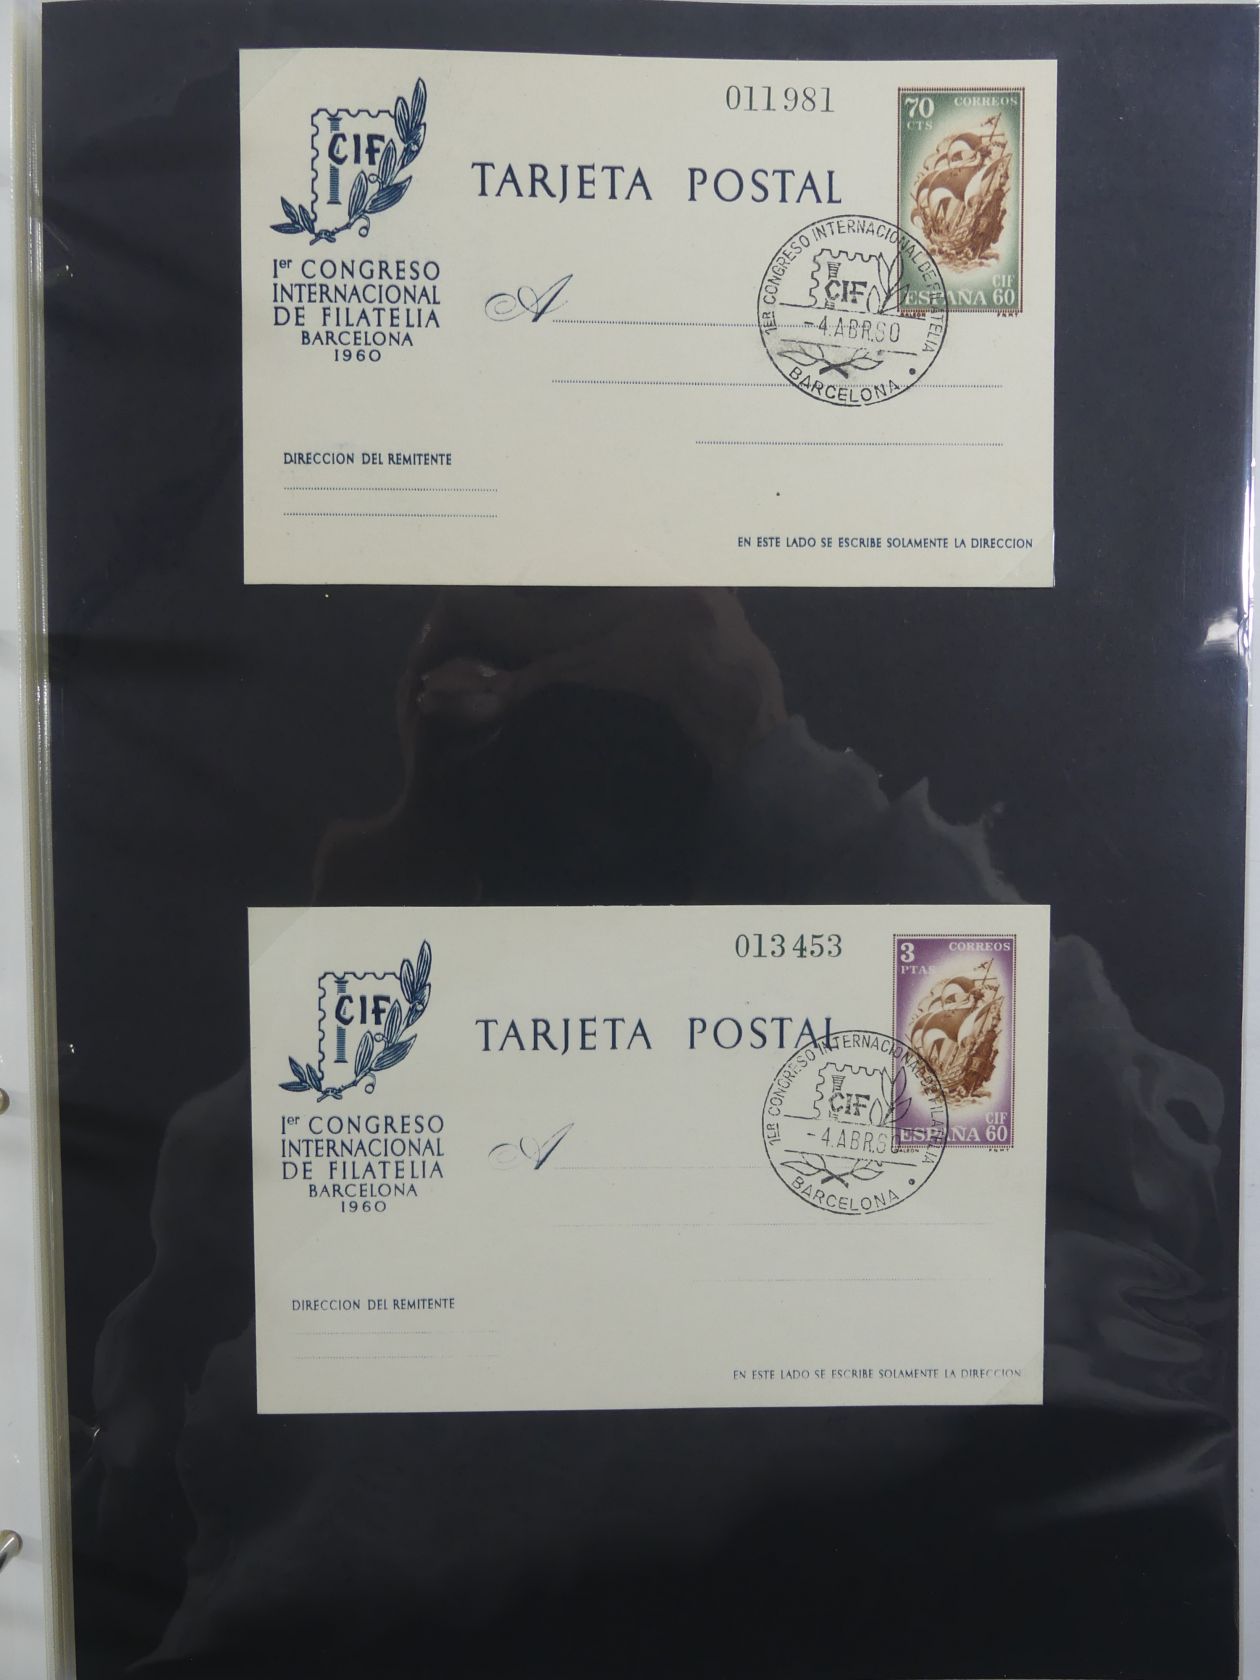 011981
70 CTS CORREOS
CIF
TARJETA POSTAL
Ier CONGRESO
INTERNACIONAL
DE FILATELIA
BARCELONA
1960
A
CIF
ESPAÑA 60
GALEON F.N.M.T
1ER CONGRESO INTERNACIONAL DE FILATELIA
CIF
-4.ABR.60
BARCELONA
DIRECCION DEL REMITENTE
EN ESTE LADO SE ESCRIBE SOLAMENTE LA DIRECCION
013453
3 PTAS CORREOS
CIF
TARJETA POSTAL
Ier CONGRESO
INTERNACIONAL
DE FILATELIA
BARCELONA
1960
A
CIF
ESPAÑA 60
GALEON F.N.M.T
1ER CONGRESO INTERNACIONAL DE FILATELIA
CIF
-4.ABR.60
BARCELONA
DIRECCION DEL REMITENTE
EN ESTE LADO SE ESCRIBE SOLAMENTE LA DIRECCION